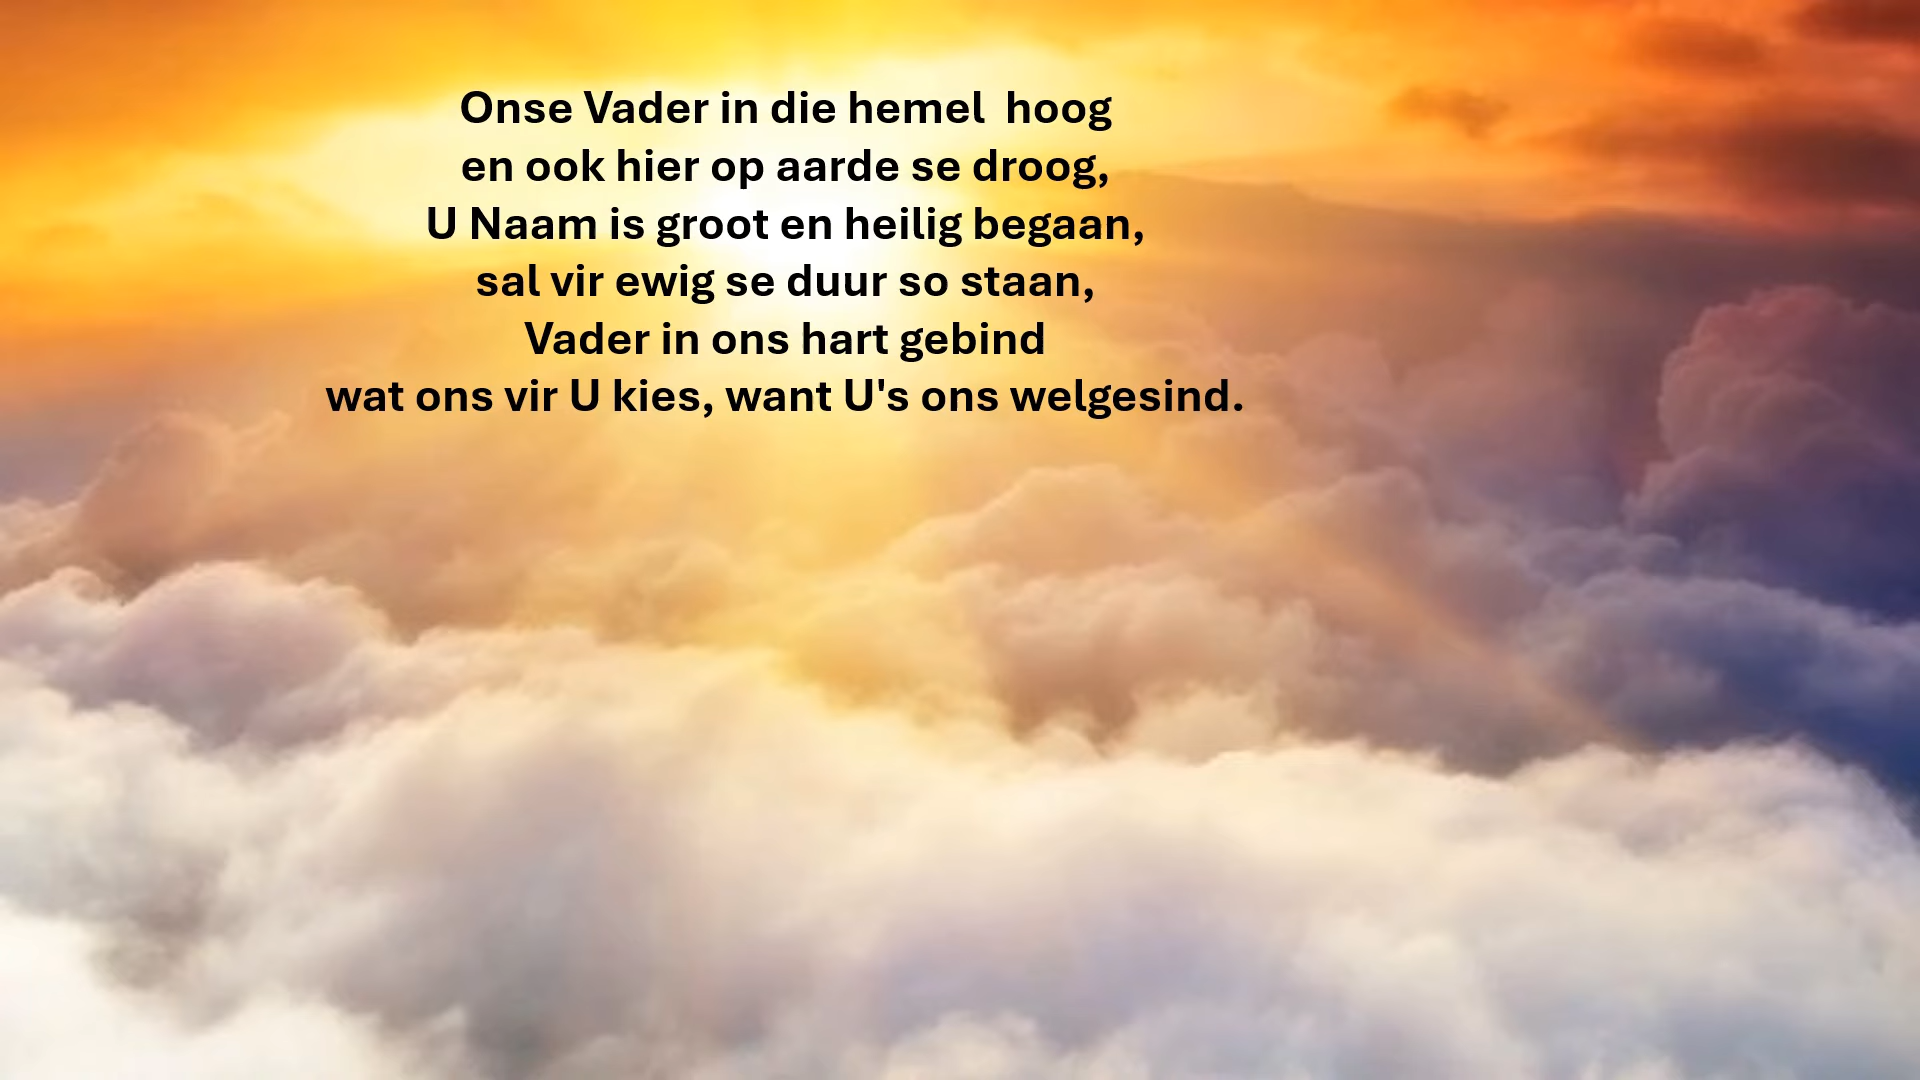 Onse Vader in die hemel  hoog
en ook hier op aarde se droog,
U Naam is groot en heilig begaan,
sal vir ewig se duur so staan,
Vader in ons hart gebind
wat ons vir U kies, want U's ons welgesind.